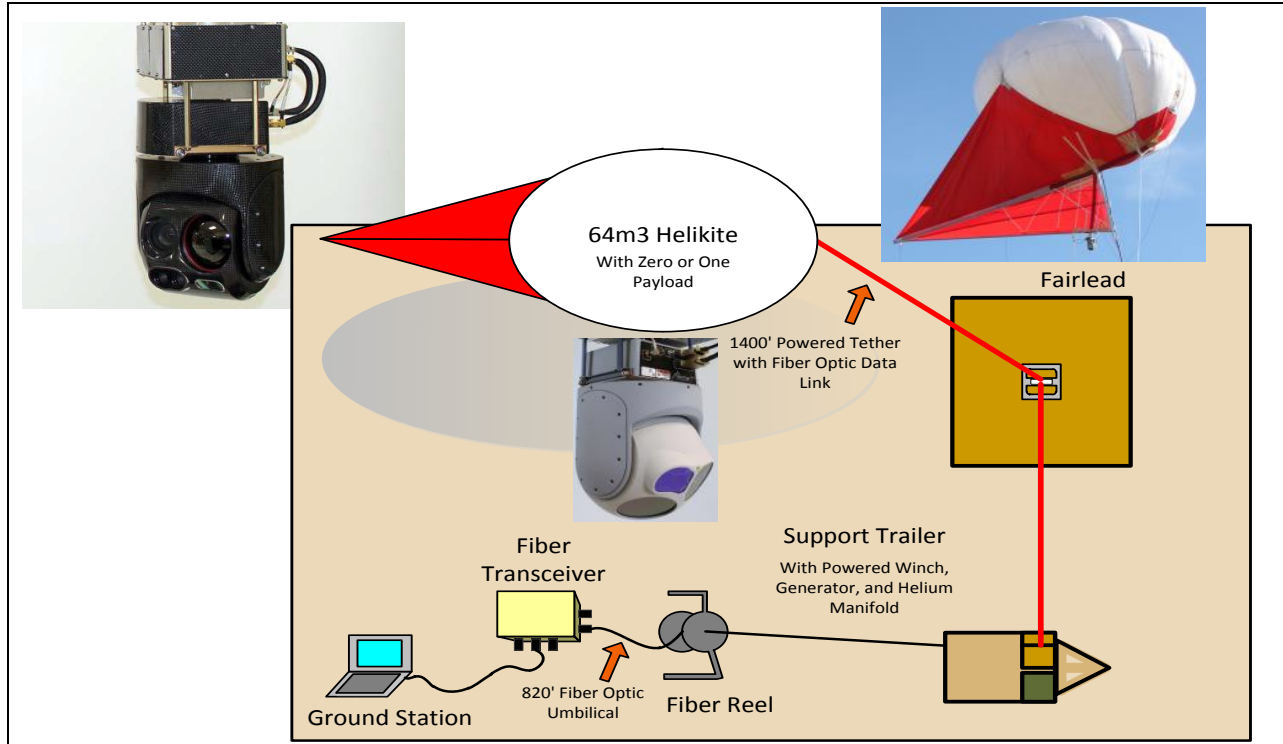 64m3 Helikite
With Zero or One
Payload
Fairlead
1400' Powered Tether
with Fiber Optic Data
Link
Support Trailer
With Powered Winch,
Generator, and Helium
Manifold
Fiber
Transceiver
820' Fiber Optic
Umbilical
Fiber Reel
Ground Station